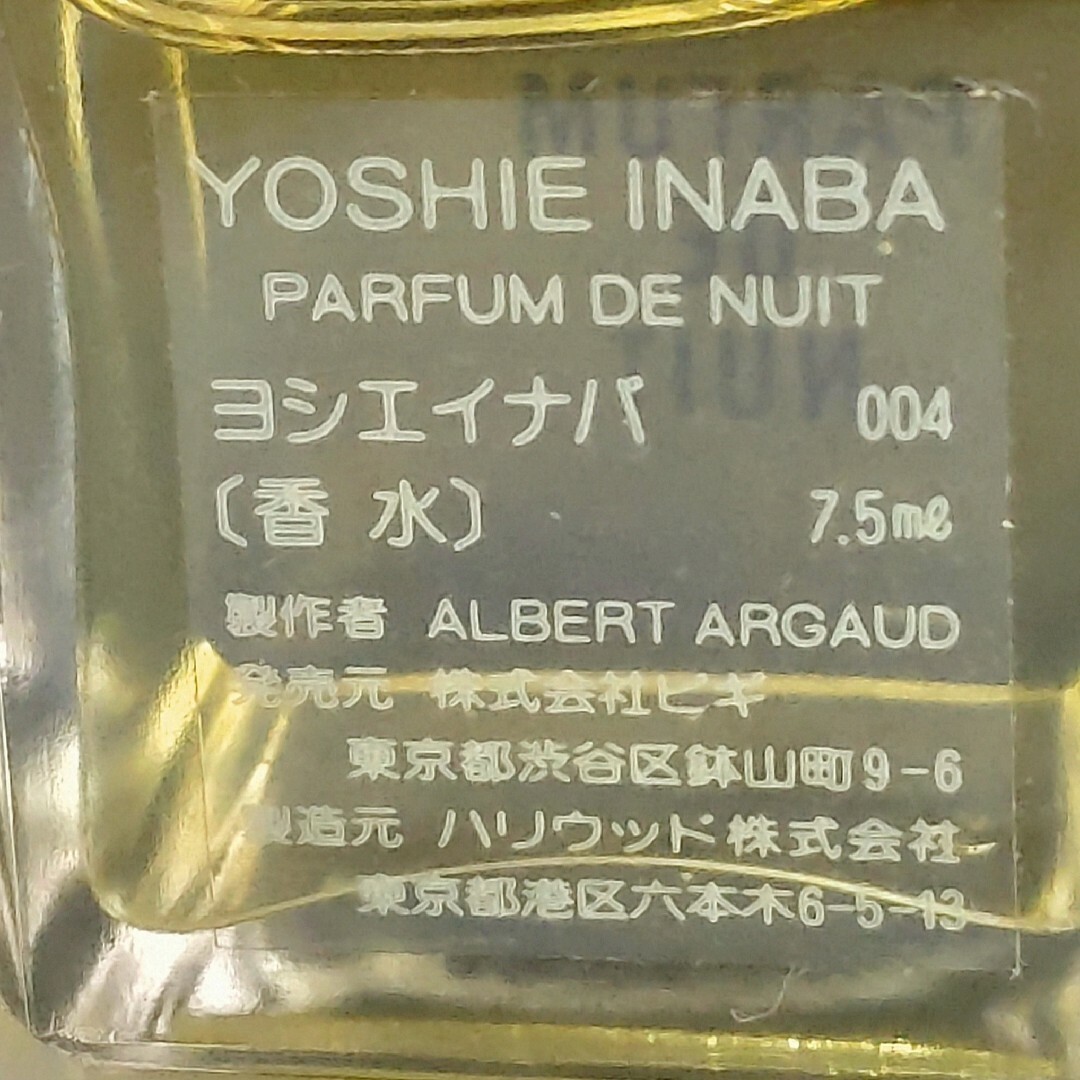 YOSHIE INABA
PARFUM DE NUIT
ヨシエイナバ 004
〔香 水〕 7.5mℓ
製作者 ALBERT ARGAUD
発売元 株式会社ビギ
東京都渋谷区鉢山町9-6
製造元 ハリウッド株式会社
東京都港区六本木6-5-13
PARFUM
DE
NUIT